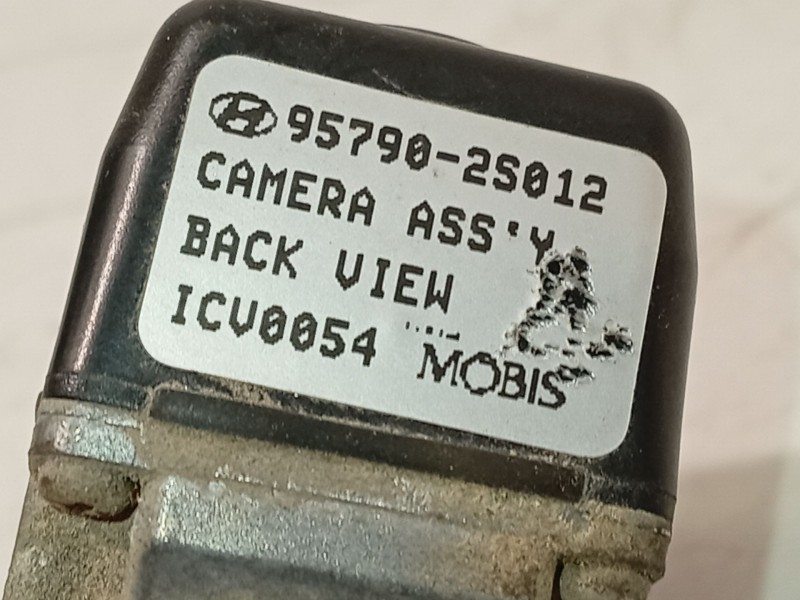 95790-2S012
CAMERA ASS'Y
BACK VIEW
ICV0054
MOBIS